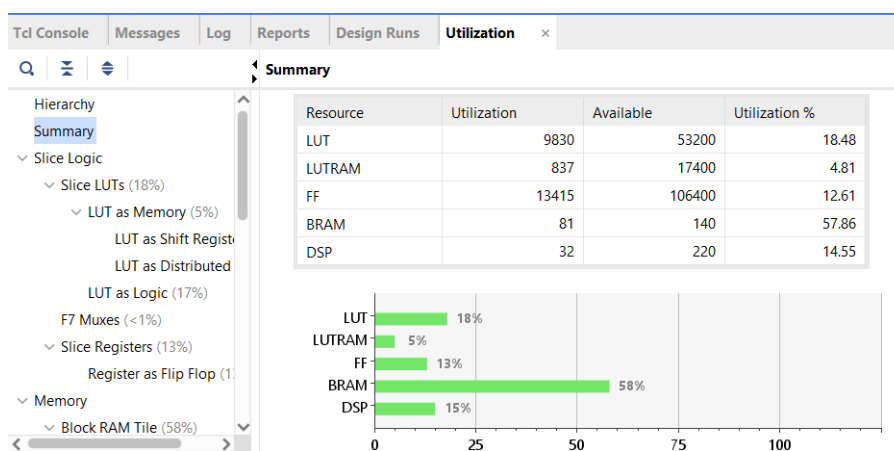 Tcl Console Messages Log Reports Design Runs Utilization ×
Summary
Hierarchy
Summary
Slice Logic
Slice LUTs (18%)
LUT as Memory (5%)
LUT as Shift Regist
LUT as Distributed
LUT as Logic (17%)
F7 Muxes (<1%)
Slice Registers (13%)
Register as Flip Flop (1
Memory
Block RAM Tile (58%)
Resource Utilization Available Utilization %
LUT 9830 53200 18.48
LUTRAM 837 17400 4.81
FF 13415 106400 12.61
BRAM 81 140 57.86
DSP 32 220 14.55
LUT 18%
LUTRAM 5%
FF 13%
BRAM 58%
DSP 15%
0 25 50 75 100